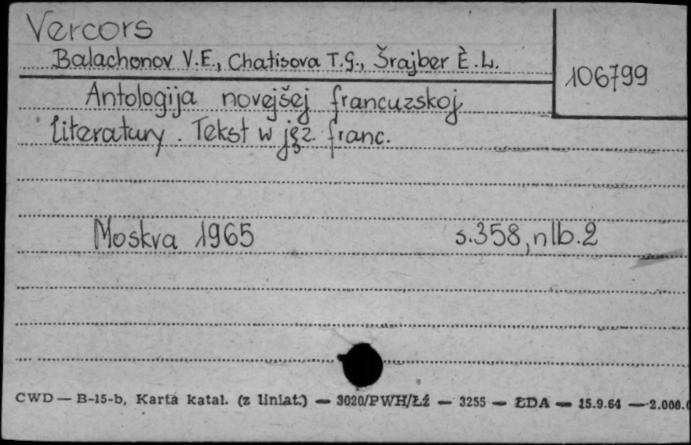 Vercors
Balachonov V.E., Chatisova T.G., Šrajber È.L.
106799
Antologija novejšej francuzskoj
literatury. Tekst w jęz franc.
Moskva 1965 s.358, nlb.2
CWD — B-15-b, Karta katal. (z liniat.) — 3020/PWH/Łź — 3255 — ŁDA — 15.9.64 — 2.000.